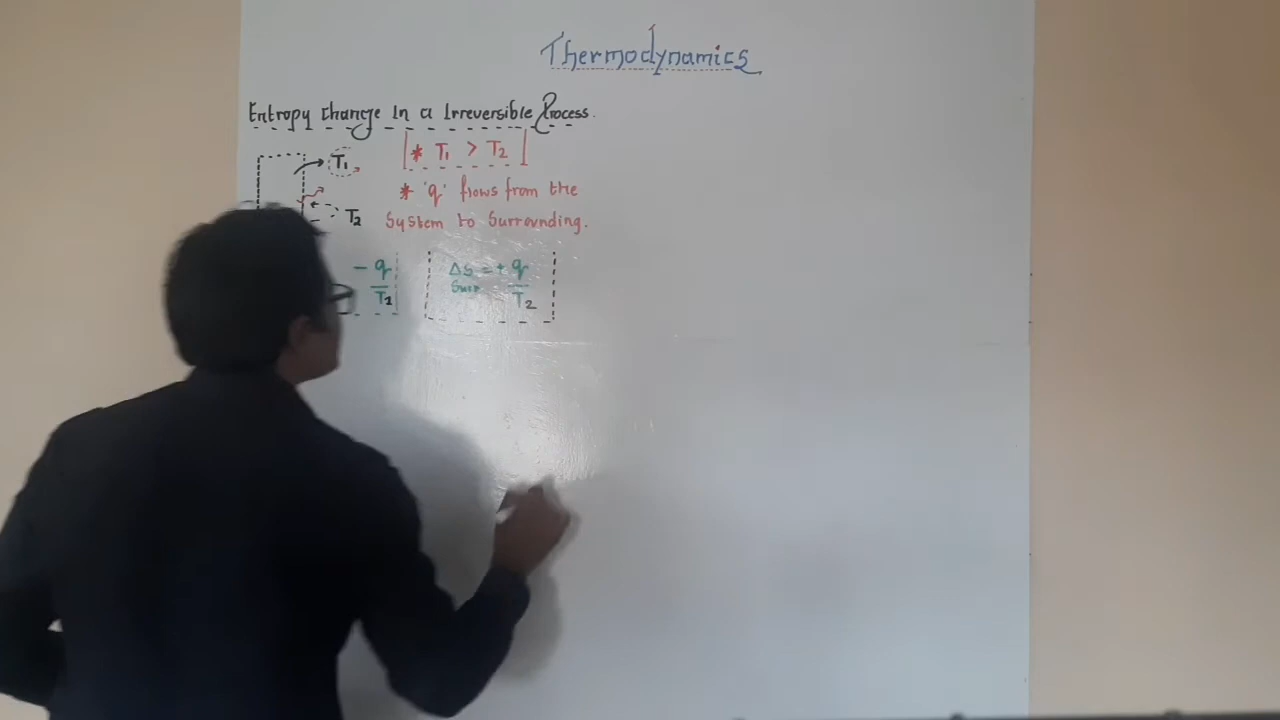 Thermodynamics
Entropy change In a Irreversible Process.
T1
* T1 > T2
* 'q' flows from the
T2
System to Surrounding.
- q
T2
ΔS = + q
Surr
T2